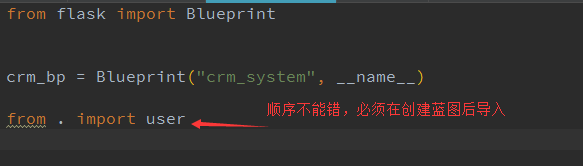 from flask import Blueprint
crm_bp = Blueprint("crm_system", __name__)
顺序不能错，必须在创建蓝图后导入
from . import user